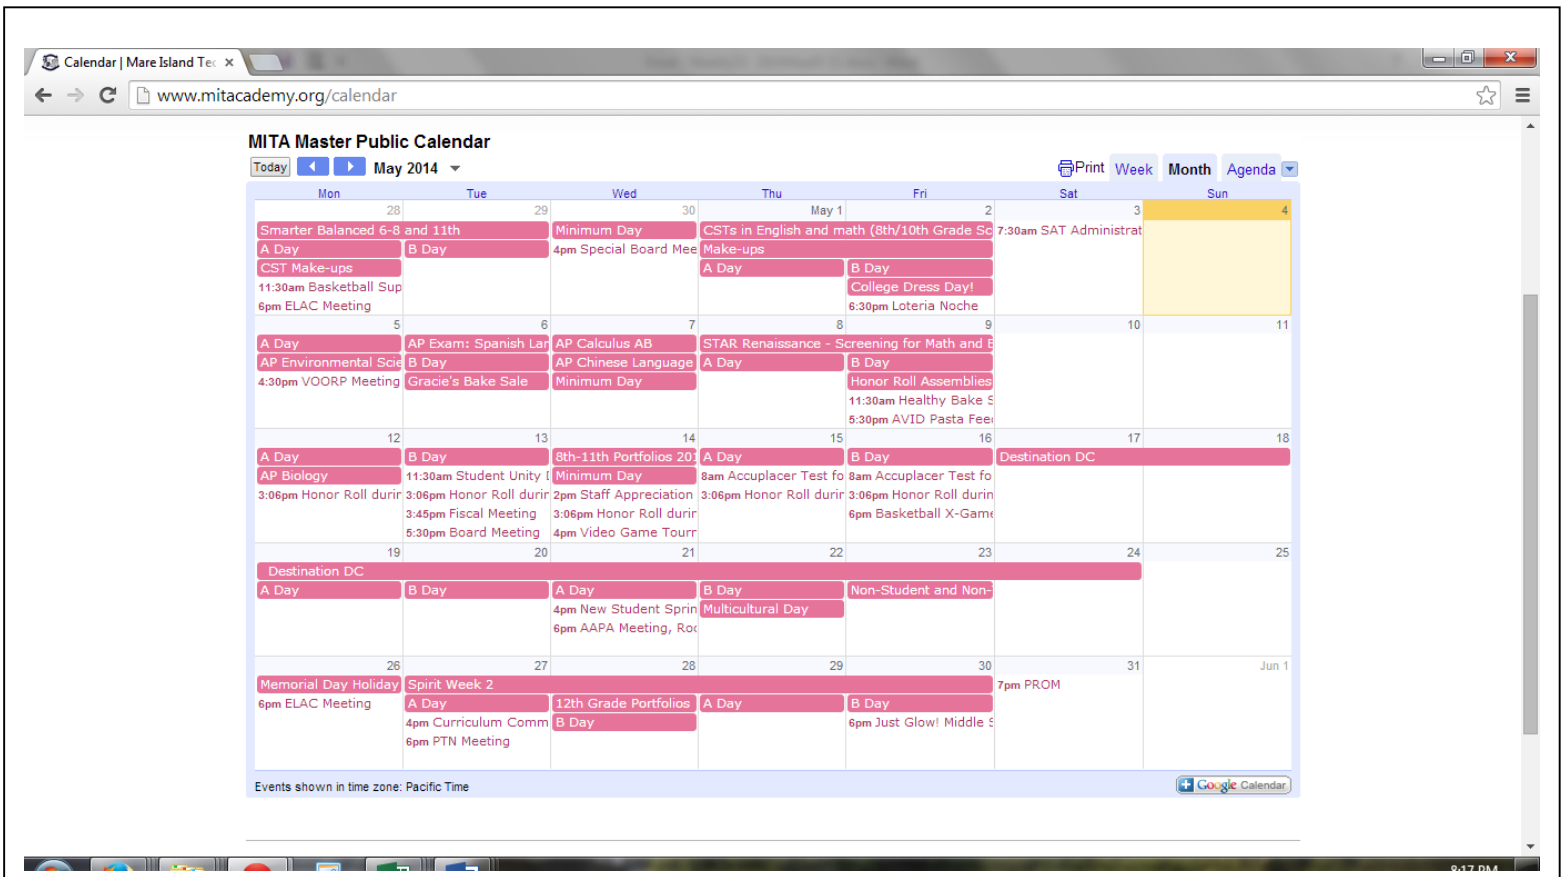 Calendar | Mare Island Tec ×
www.mitacademy.org/calendar
MITA Master Public Calendar
Today May 2014 Print Week Month Agenda
Mon Tue Wed Thu Fri Sat Sun
28 29 30 May 1 2 3 4
Smarter Balanced 6-8 and 11th Minimum Day CSTs in English and math (8th/10th Grade Sc 7:30am SAT Administrat
A Day B Day 4pm Special Board Mee Make-ups
CST Make-ups A Day B Day
11:30am Basketball Sup College Dress Day!
6pm ELAC Meeting 6:30pm Loteria Noche
5 6 7 8 9 10 11
A Day AP Exam: Spanish Lan AP Calculus AB STAR Renaissance - Screening for Math and E
AP Environmental Scie B Day AP Chinese Language A Day B Day
4:30pm VOORP Meeting Gracie's Bake Sale Minimum Day Honor Roll Assemblies
11:30am Healthy Bake S
5:30pm AVID Pasta Feed
12 13 14 15 16 17 18
A Day B Day 8th-11th Portfolios 201 A Day B Day Destination DC
AP Biology 11:30am Student Unity D Minimum Day 8am Accuplacer Test fo 8am Accuplacer Test fo
3:06pm Honor Roll durin 3:06pm Honor Roll durin 2pm Staff Appreciation 3:06pm Honor Roll durin 3:06pm Honor Roll durin
3:45pm Fiscal Meeting 3:06pm Honor Roll durin 6pm Basketball X-Game
5:30pm Board Meeting 4pm Video Game Tourn
19 20 21 22 23 24 25
Destination DC
A Day B Day A Day B Day Non-Student and Non-
4pm New Student Sprin Multicultural Day
6pm AAPA Meeting, Roo
26 27 28 29 30 31 Jun 1
Memorial Day Holiday Spirit Week 2 7pm PROM
6pm ELAC Meeting A Day 12th Grade Portfolios A Day B Day
4pm Curriculum Comm B Day 6pm Just Glow! Middle S
6pm PTN Meeting
Events shown in time zone: Pacific Time Google Calendar
8:17 PM